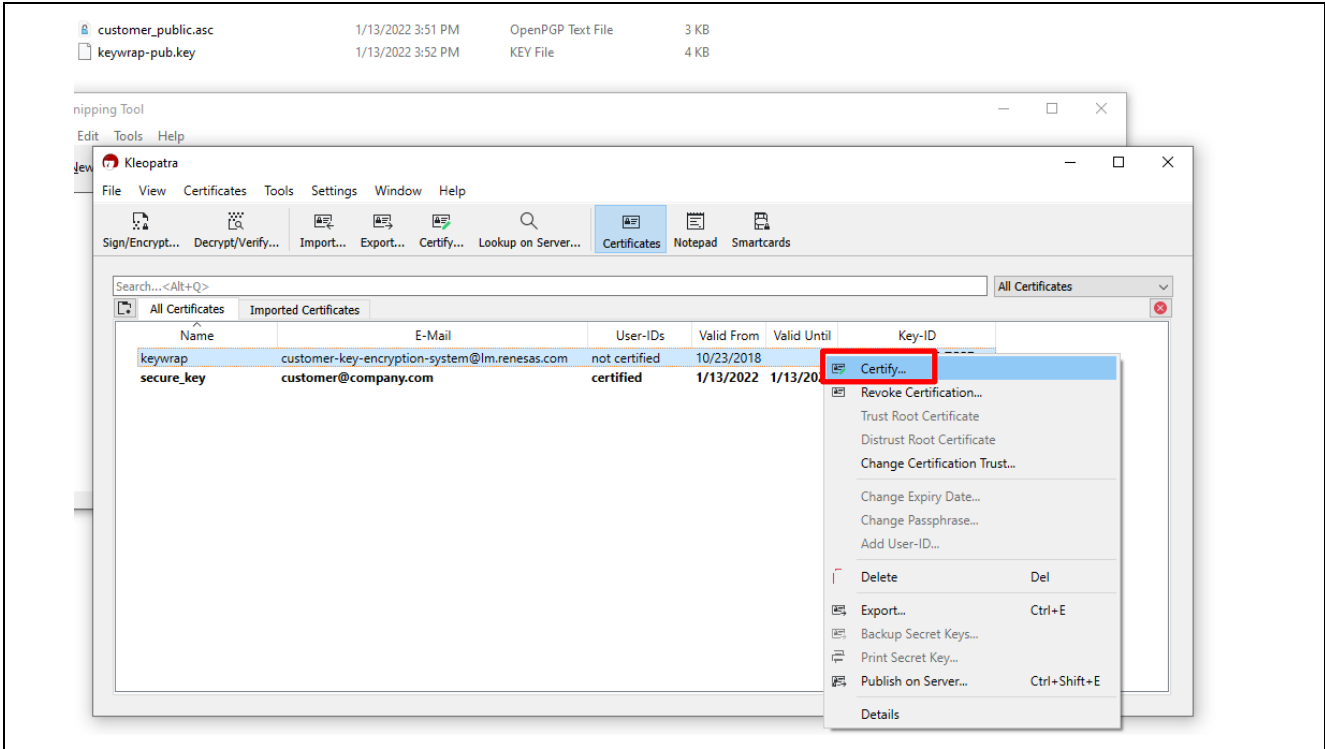 customer_public.asc 1/13/2022 3:51 PM OpenPGP Text File 3 KB
keywrap-pub.key 1/13/2022 3:52 PM KEY File 4 KB
nipping Tool
Edit Tools Help
Kleopatra
File View Certificates Tools Settings Window Help
Sign/Encrypt... Decrypt/Verify... Import... Export... Certify... Lookup on Server... Certificates Notepad Smartcards
Search...<Alt+Q> All Certificates
All Certificates Imported Certificates
Name E-Mail User-IDs Valid From Valid Until Key-ID
keywrap customer-key-encryption-system@lm.renesas.com not certified 10/23/2018
secure_key customer@company.com certified 1/13/2022 1/13/20
Certify...
Revoke Certification...
Trust Root Certificate
Distrust Root Certificate
Change Certification Trust...
Change Expiry Date...
Change Passphrase...
Add User-ID...
Delete Del
Export... Ctrl+E
Backup Secret Keys...
Print Secret Key...
Publish on Server... Ctrl+Shift+E
Details